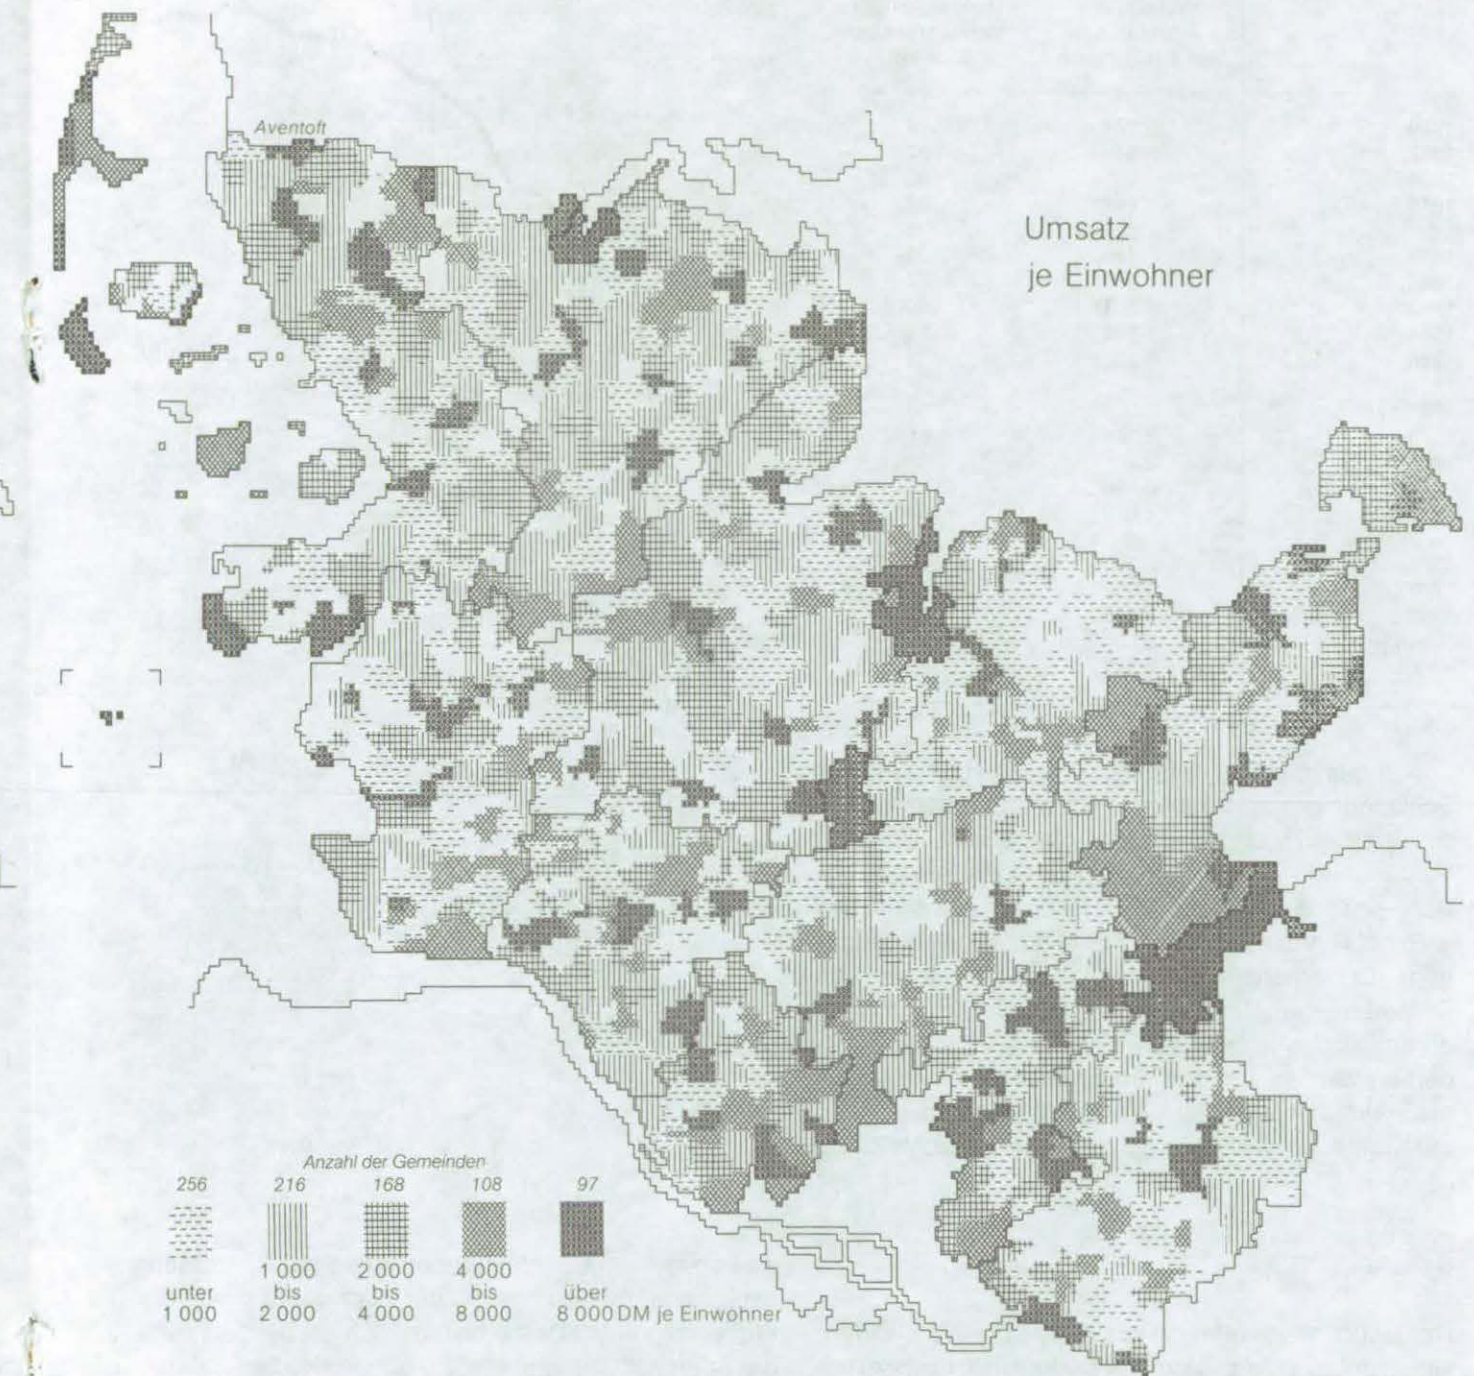 Aventoft
Umsatz
je Einwohner
Anzahl der Gemeinden
256 216 168 108 97
1 000 2 000 4 000
unter bis bis bis über
1 000 2 000 4 000 8 000 8 000 DM je Einwohner